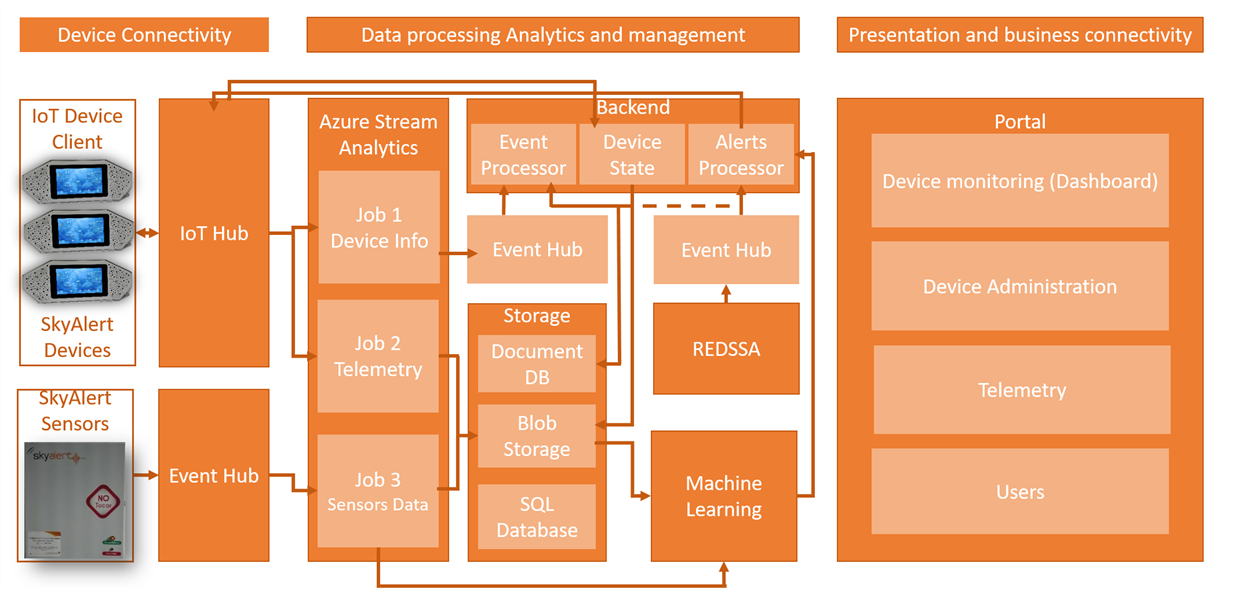 Device Connectivity
Data processing Analytics and management
Presentation and business connectivity
IoT Device
Client
SkyAlert
Devices
IoT Hub
SkyAlert
Sensors
skyalert
NO
Tocar
Event Hub
Azure Stream
Analytics
Job 1
Device Info
Job 2
Telemetry
Job 3
Sensors Data
Backend
Event
Processor
Device
State
Alerts
Processor
Event Hub
Event Hub
Storage
Document
DB
Blob
Storage
SQL
Database
REDSSA
Machine
Learning
Portal
Device monitoring (Dashboard)
Device Administration
Telemetry
Users